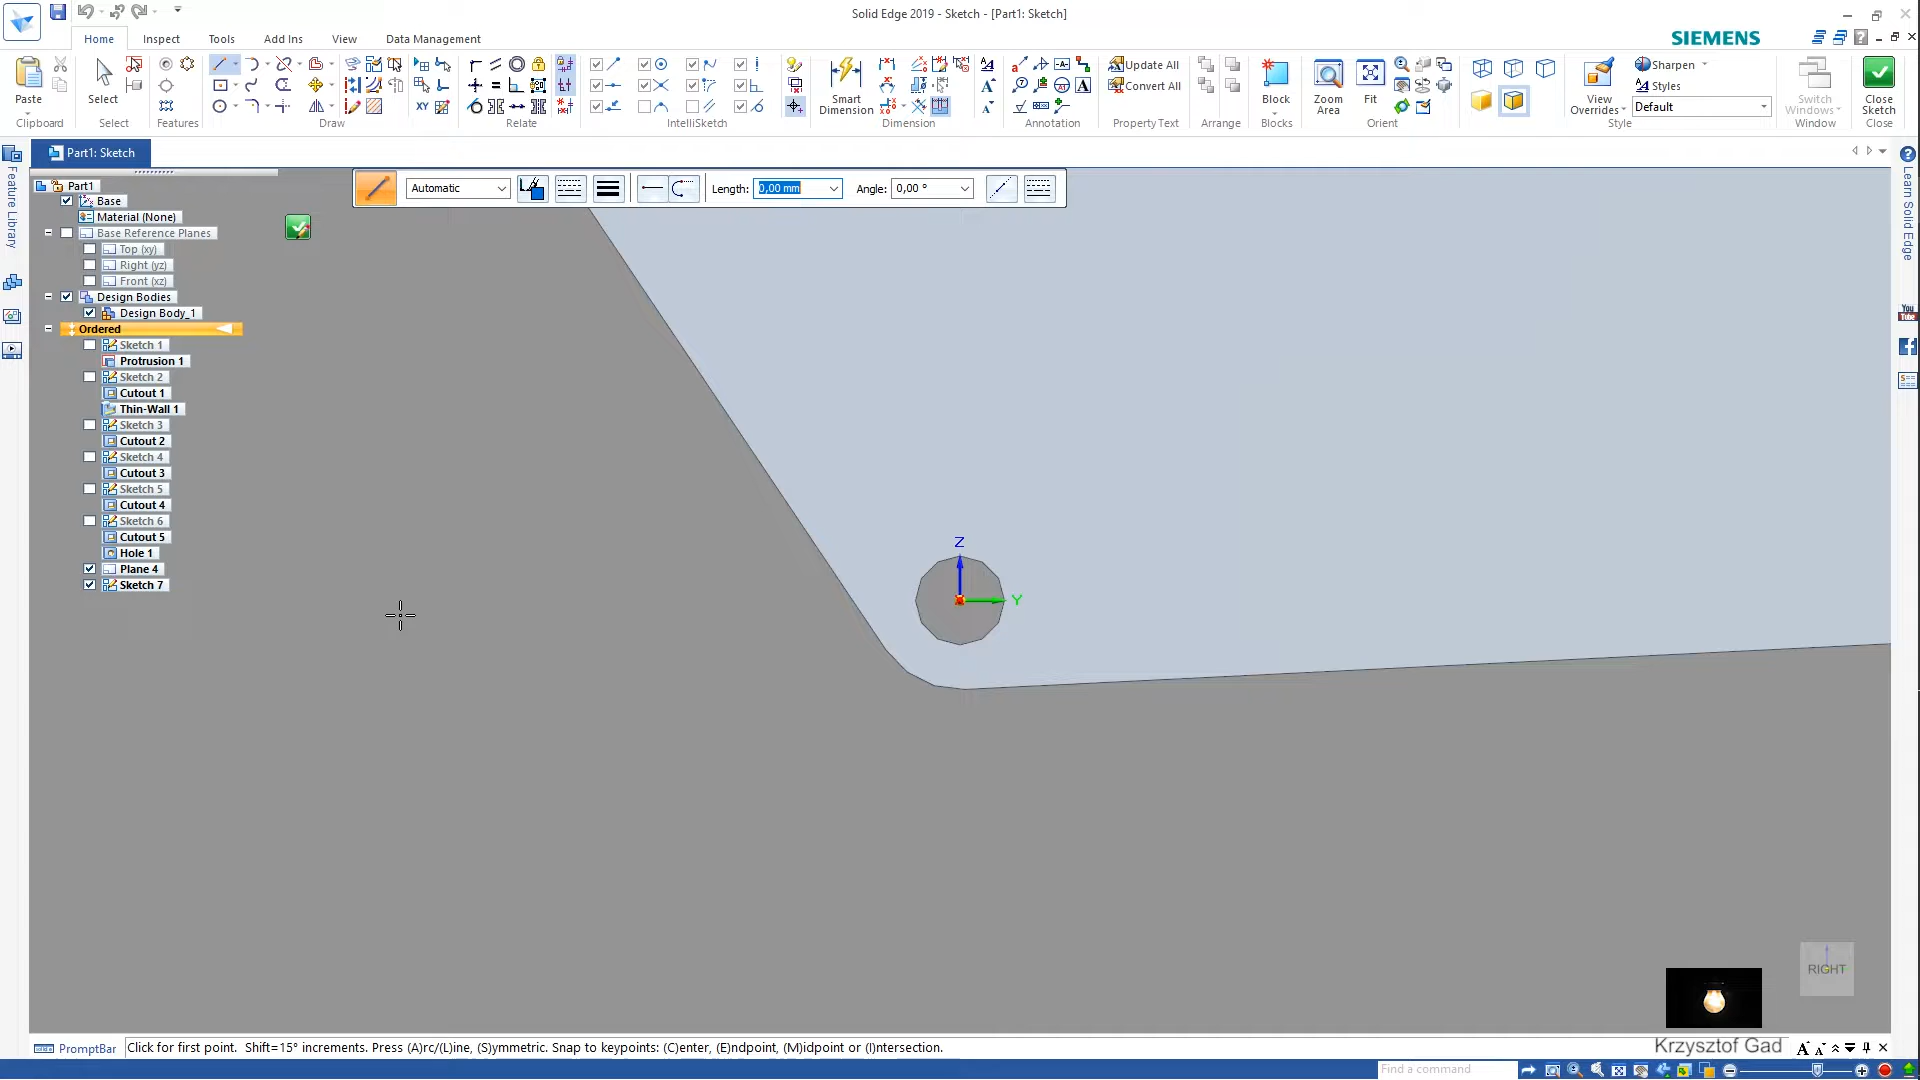 Solid Edge 2019 - Sketch - [Part1: Sketch]
Home
Inspect
Tools
Add Ins
View
Data Management
SIEMENS
Paste
Clipboard
Select
Select
Features
Draw
Relate
IntelliSketch
Smart
Dimension
Dimension
Annotation
Update All
Convert All
Property Text
Arrange
Block
Blocks
Zoom
Area
Fit
Orient
View
Overrides
Sharpen
Styles
Default
Style
Switch
Windows
Window
Close
Sketch
Close
Part1: Sketch
Automatic
Length:
0,00 mm
Angle:
0,00 °
Feature Library
Learn Solid Edge
You
Tube
Part1
Base
Material (None)
Base Reference Planes
Top (xy)
Right (yz)
Front (xz)
Design Bodies
Design Body_1
Ordered
Sketch 1
Protrusion 1
Sketch 2
Cutout 1
Thin-Wall 1
Sketch 3
Cutout 2
Sketch 4
Cutout 3
Sketch 5
Cutout 4
Sketch 6
Cutout 5
Hole 1
Plane 4
Sketch 7
Z
Y
RIGHT
PromptBar
Click for first point.  Shift=15° increments. Press (A)rc/(L)ine, (S)ymmetric. Snap to keypoints: (C)enter, (E)ndpoint, (M)idpoint or (I)ntersection.
Krzysztof Gad
Find a command